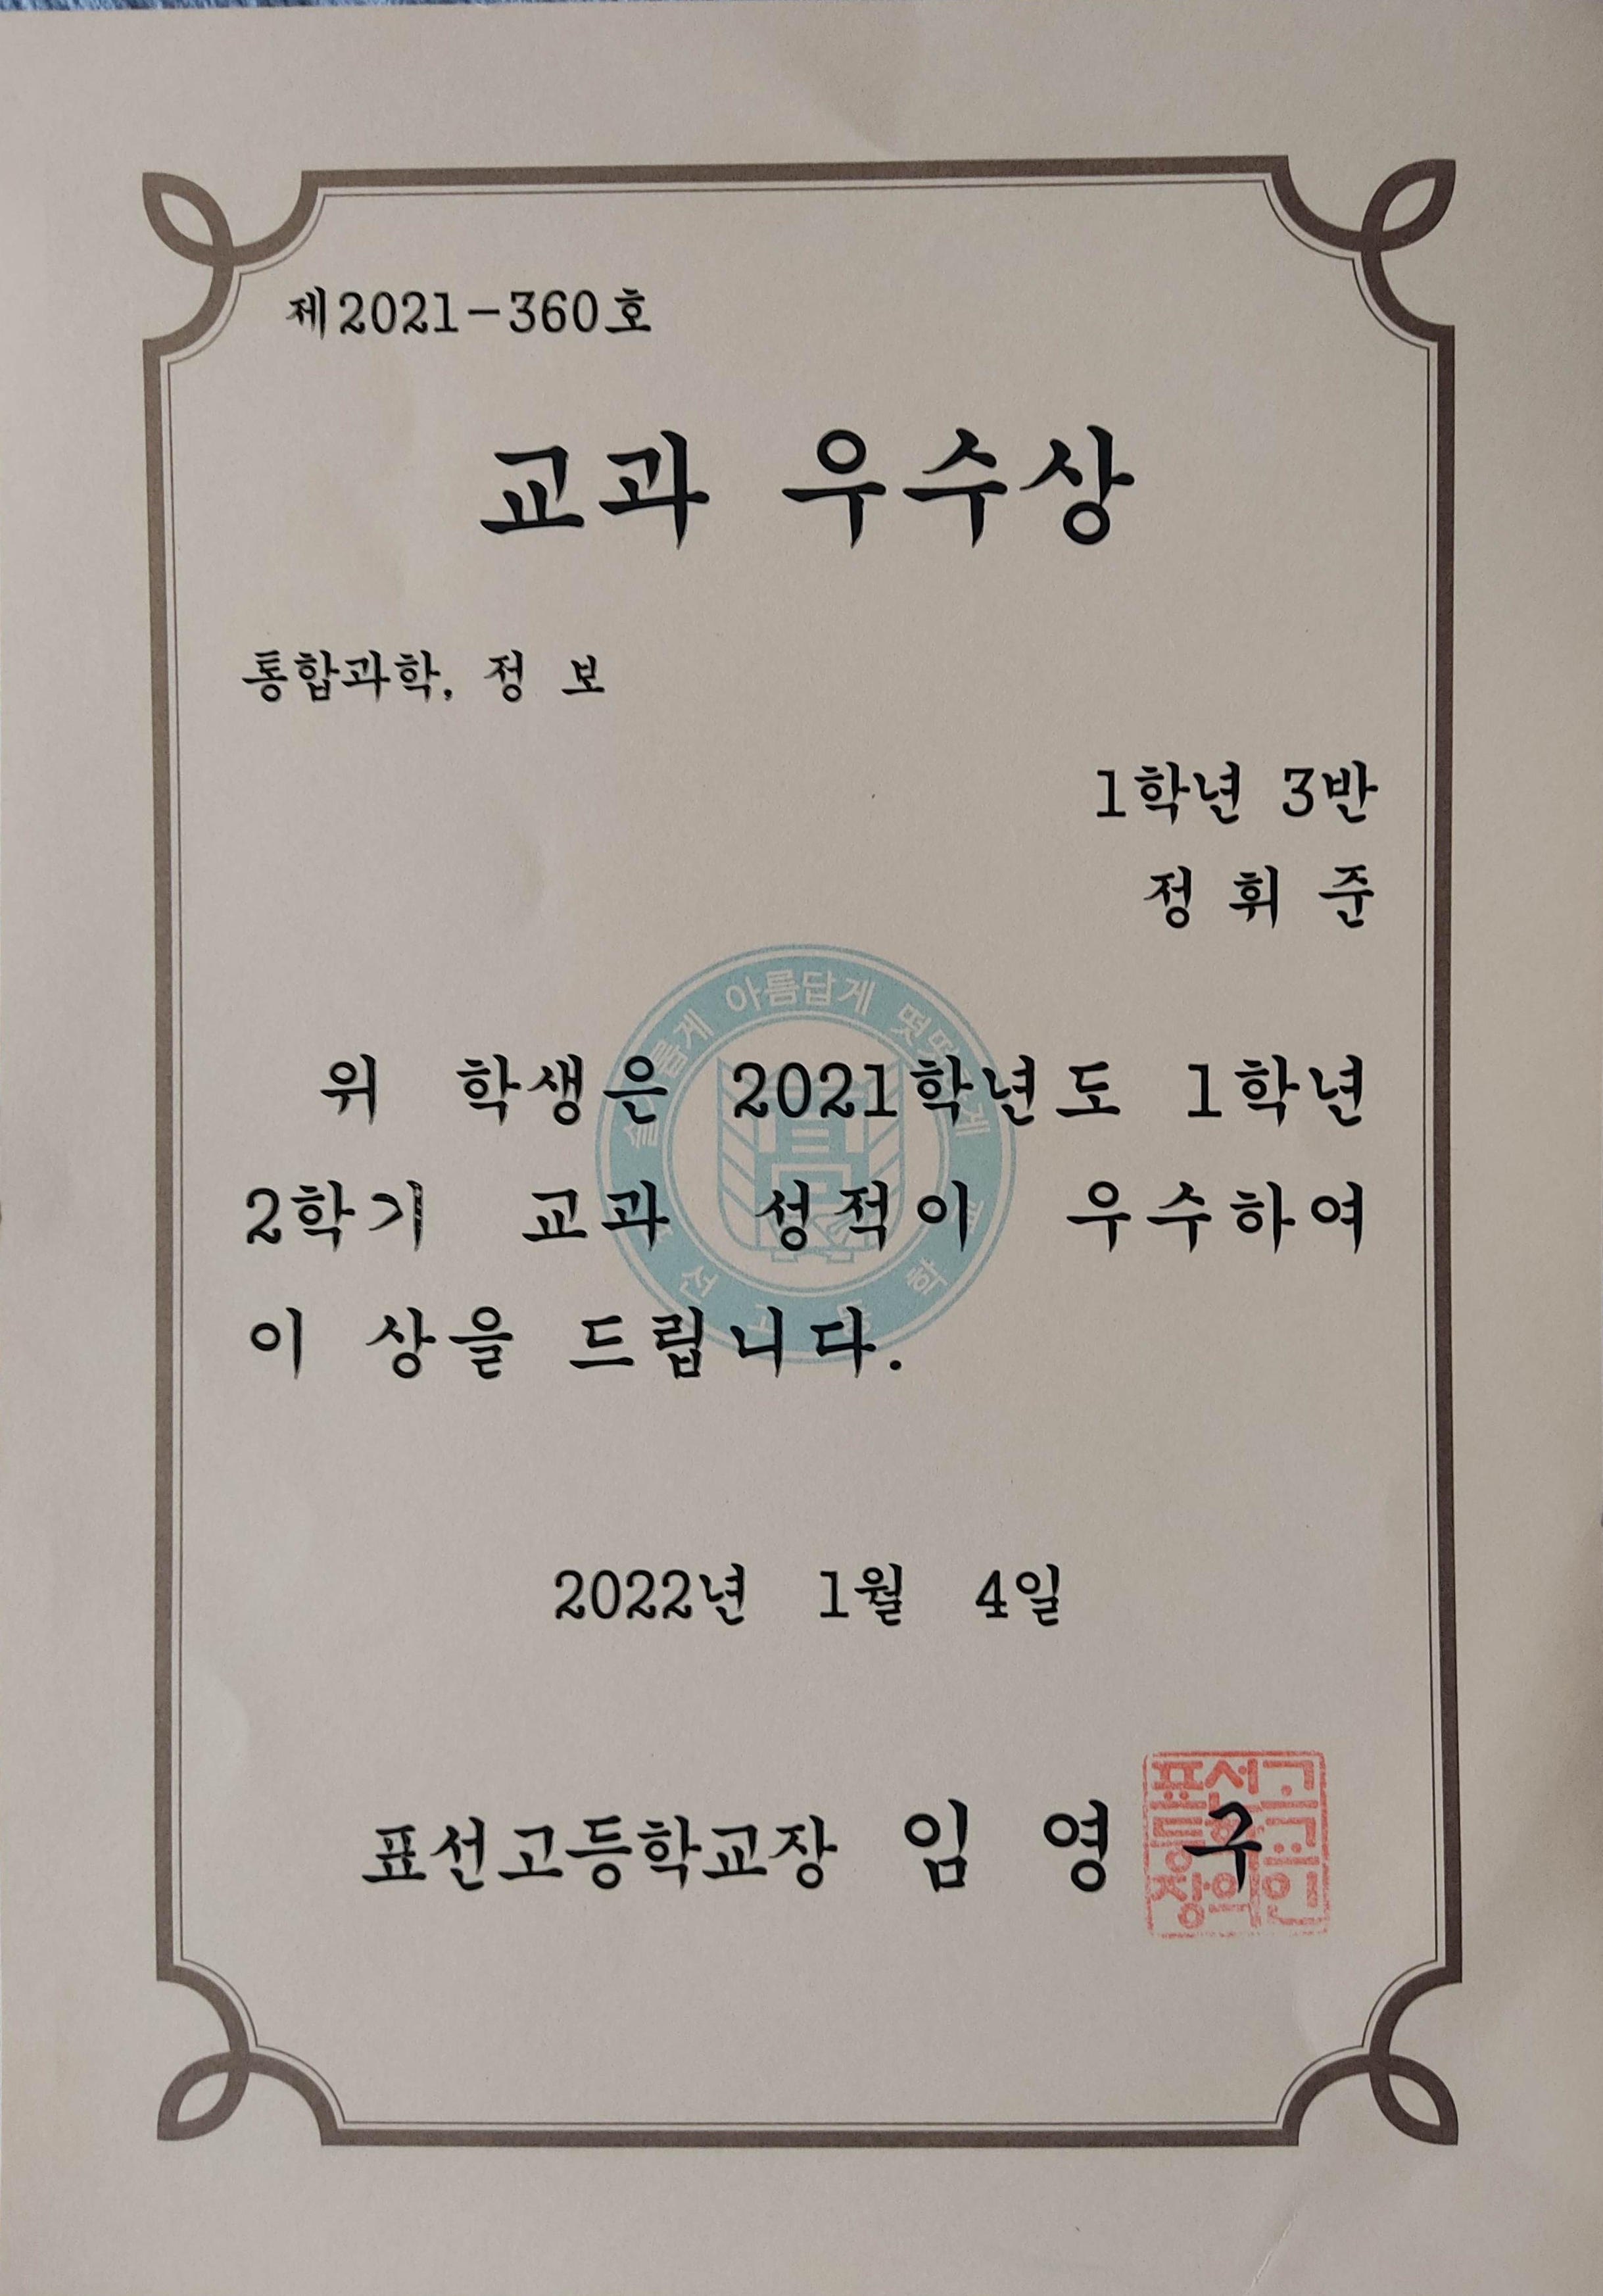 제2021-360호
교과 우수상
통합과학, 정 보
1학년 3반
정 휘 준
슬롭게 아름답게 떳떳하게
위 학생은 2021학년도 1학년
2학기 교과 성적이 우수하여
이 상을 드립니다.
2022년 1월 4일
표선고등학교장 임 영 구
표선고
등학교
장의인